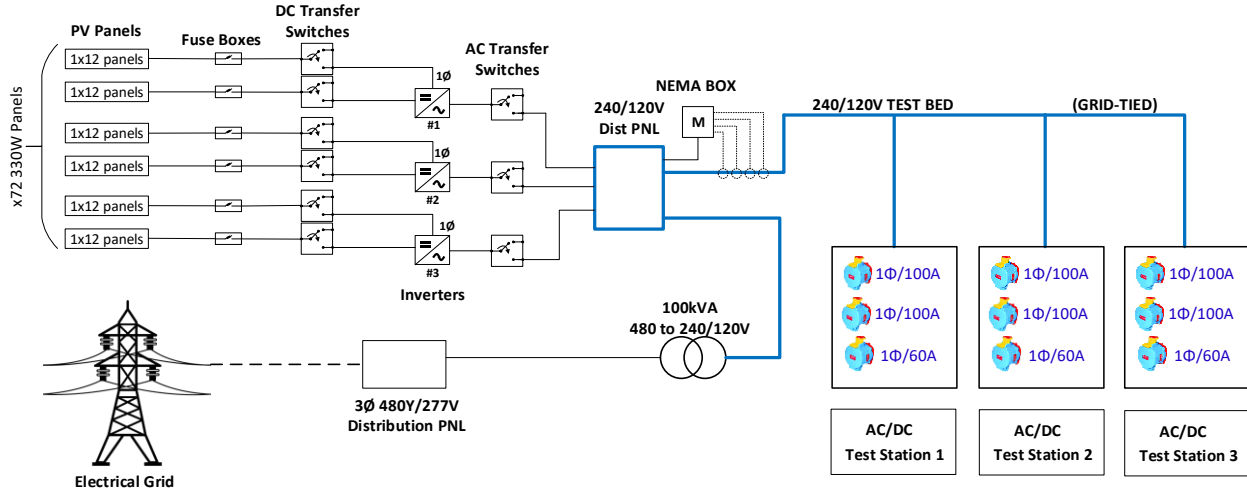 DC Transfer
Switches
PV Panels
Fuse Boxes
AC Transfer
Switches
x72 330W Panels
1x12 panels
1x12 panels
1x12 panels
1x12 panels
1x12 panels
1x12 panels
1Ø
#1
1Ø
#2
1Ø
#3
Inverters
240/120V
Dist PNL
NEMA BOX
M
240/120V TEST BED
(GRID-TIED)
1Φ/100A
1Φ/100A
1Φ/60A
1Φ/100A
1Φ/100A
1Φ/60A
1Φ/100A
1Φ/100A
1Φ/60A
100kVA
480 to 240/120V
3Ø 480Y/277V
Distribution PNL
Electrical Grid
AC/DC
Test Station 1
AC/DC
Test Station 2
AC/DC
Test Station 3